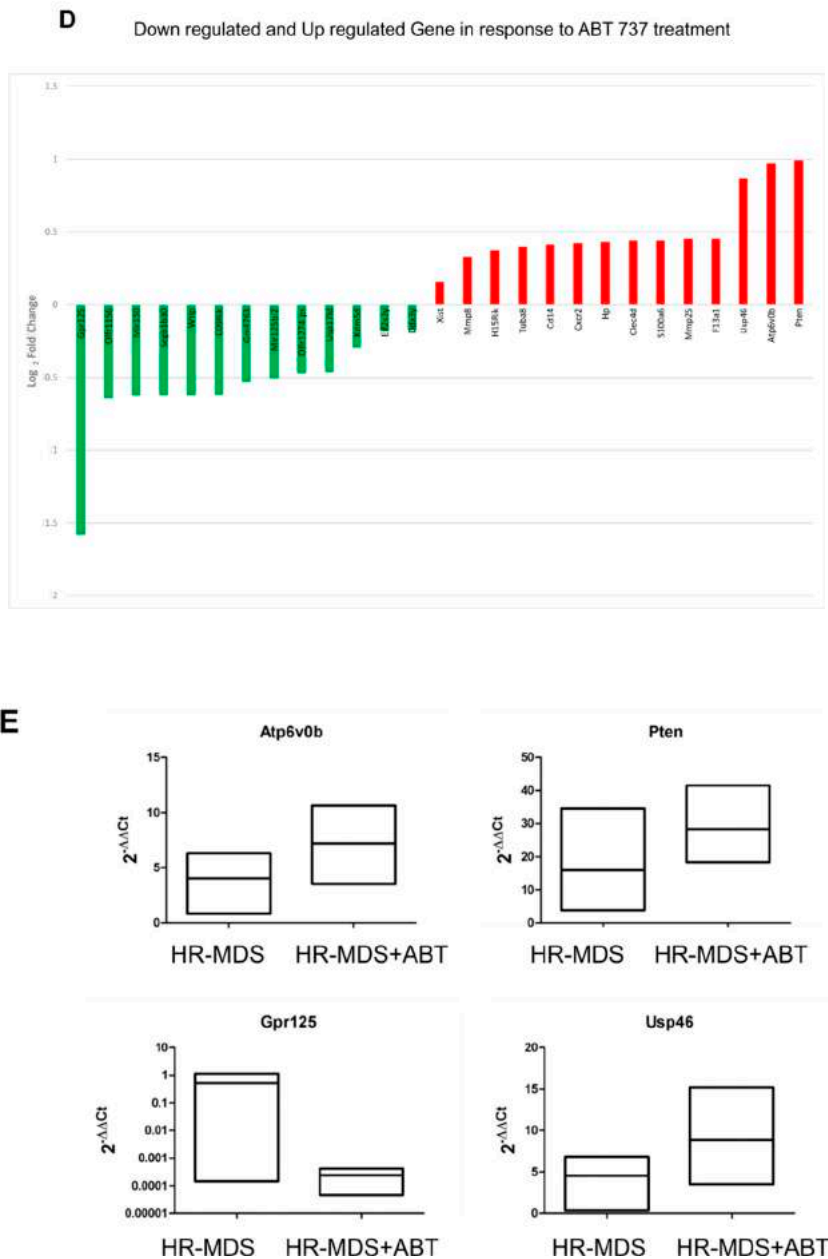 D
Down regulated and Up regulated Gene in response to ABT 737 treatment
1.5
1
0.5
0
0.5
1
1.5
2
Log 2 Fold Change
Gpr125
Xist
Mmp8
H15Rik
Tuba8
Cd14
Cxcr2
Hp
Clec4d
S100a6
Mmp25
F13a1
Usp46
Atp6v0b
Pten
E
Atp6v0b
15
10
5
0
2-ΔΔCt
HR-MDS HR-MDS+ABT
Pten
50
40
30
20
10
0
2-ΔΔCt
HR-MDS HR-MDS+ABT
Gpr125
10
1
0.1
0.01
0.001
0.0001
0.00001
2-ΔΔCt
HR-MDS HR-MDS+ABT
Usp46
20
15
10
5
0
2-ΔΔCt
HR-MDS HR-MDS+ABT